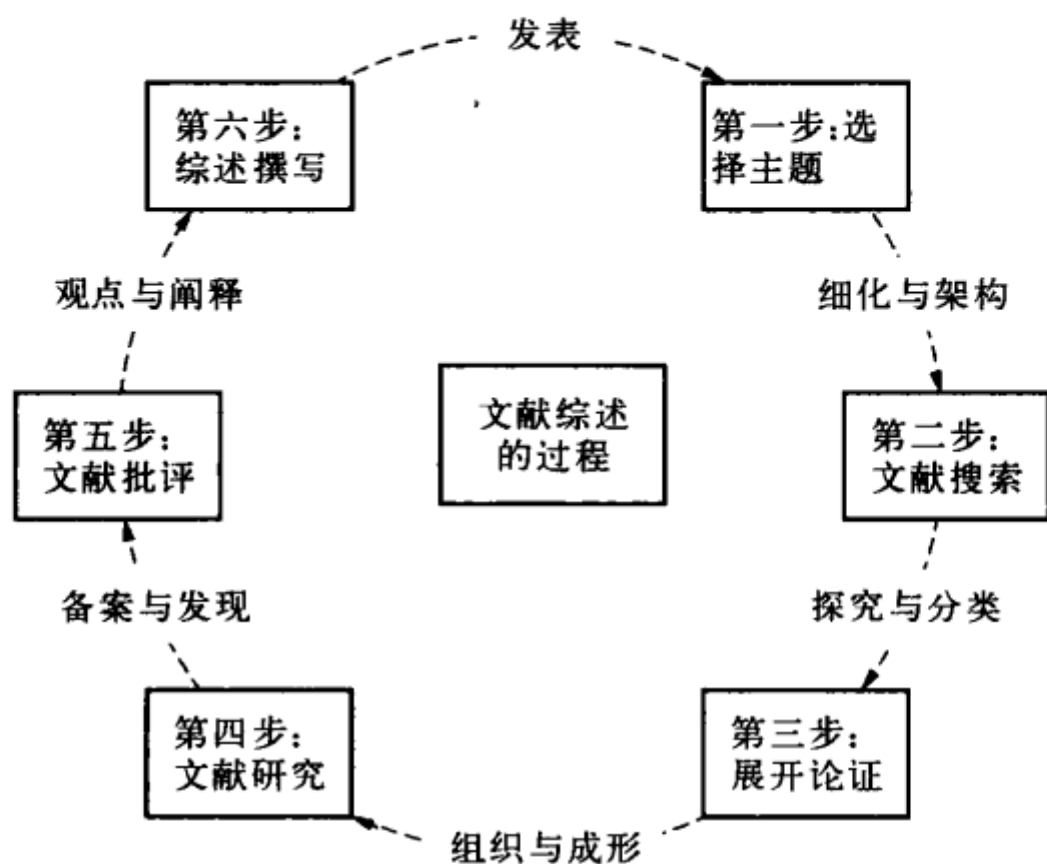 发表
第六步:
综述撰写
第一步:选
择主题
观点与阐释
细化与架构
文献综述
的过程
第五步:
文献批评
第二步:
文献搜索
备案与发现
探究与分类
第四步:
文献研究
第三步:
展开论证
组织与成形